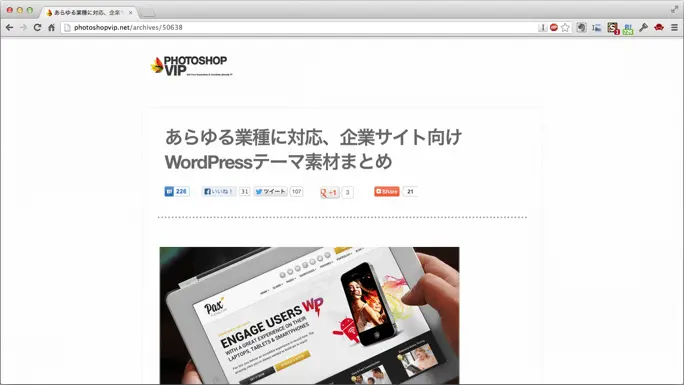 あらゆる業種に対応、企業サ
photoshopvip.net/archives/50638
PHOTOSHOP
VIP
あらゆる業種に対応、企業サイト向け
WordPressテーマ素材まとめ
B! 228
いいね! 31
ツイート 107
+1 3
Share 21
Pax
ENGAGE USERS Wp
WITH A GREAT EXPERIENCE ON THEIR
LAPTOPS, TABLETS & SMARTPHONES